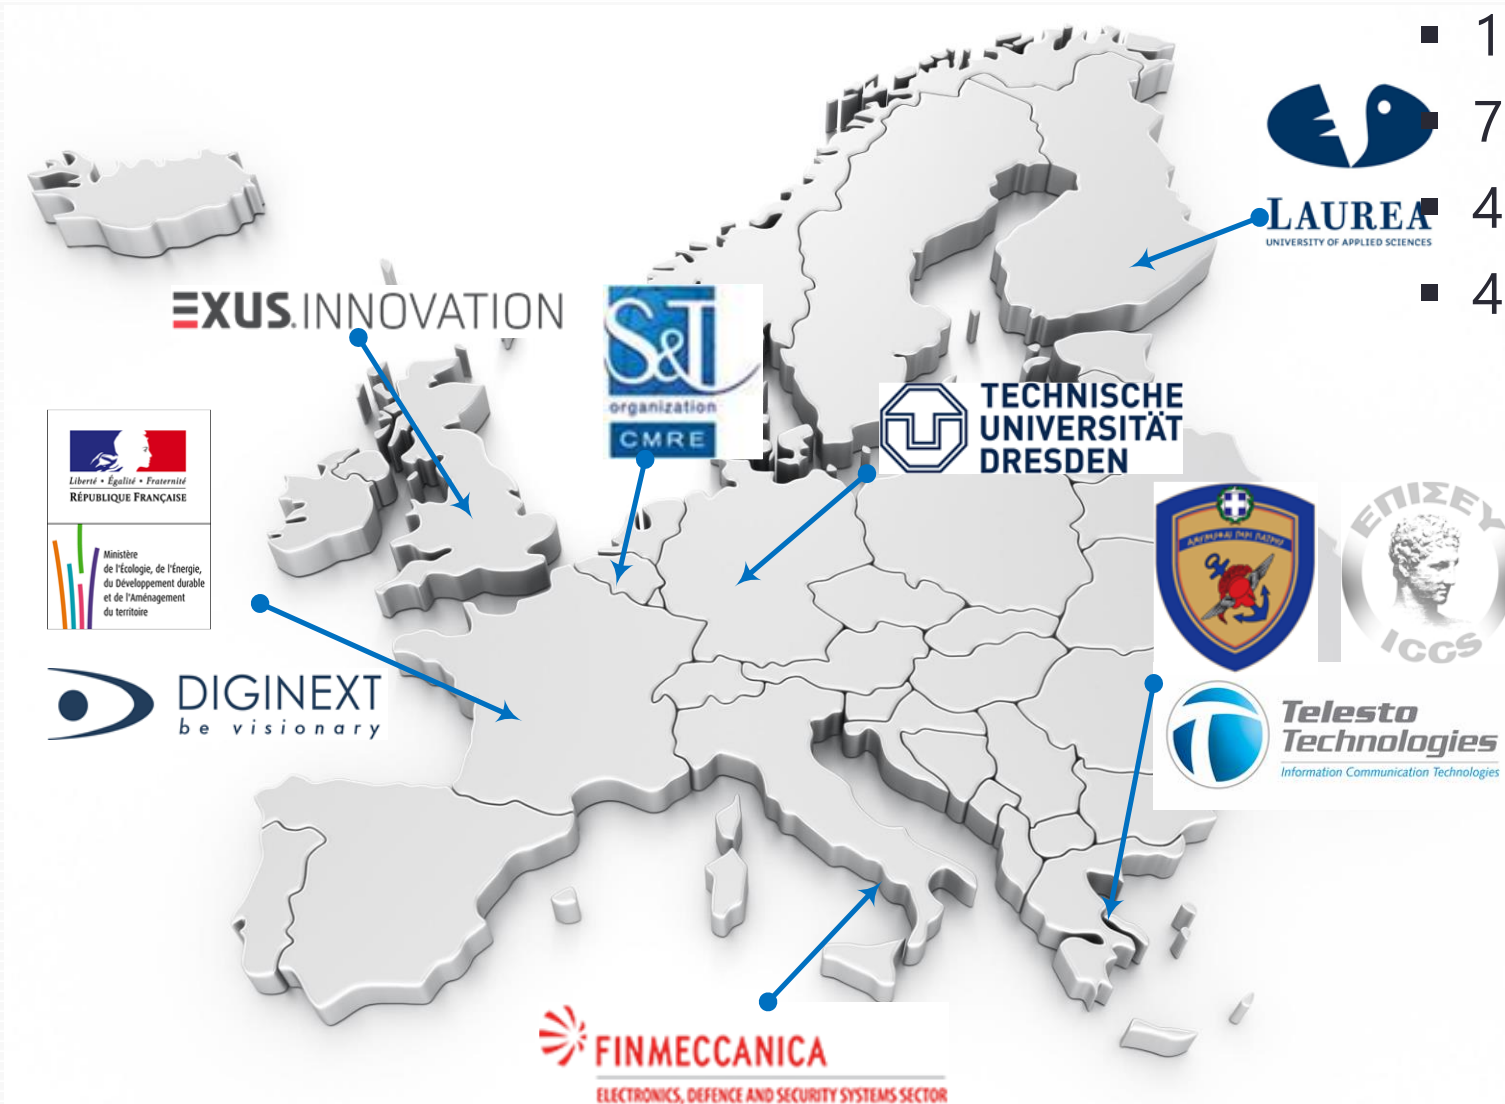 ▪ 1
▪ 7
▪ 4
▪ 4
LAUREA
UNIVERSITY OF APPLIED SCIENCES
EXUS.INNOVATION
S&T
organization
CMRE
TECHNISCHE
UNIVERSITÄT
DRESDEN
Liberté • Égalité • Fraternité
RÉPUBLIQUE FRANÇAISE
Ministère
de l'Écologie, de l'Énergie,
du Développement durable
et de l'Aménagement
du territoire
ΕΠΙΣΕΥ
ICCS
DIGINEXT
be visionary
Telesto
Technologies
Information Communication Technologies
FINMECCANICA
ELECTRONICS, DEFENCE AND SECURITY SYSTEMS SECTOR